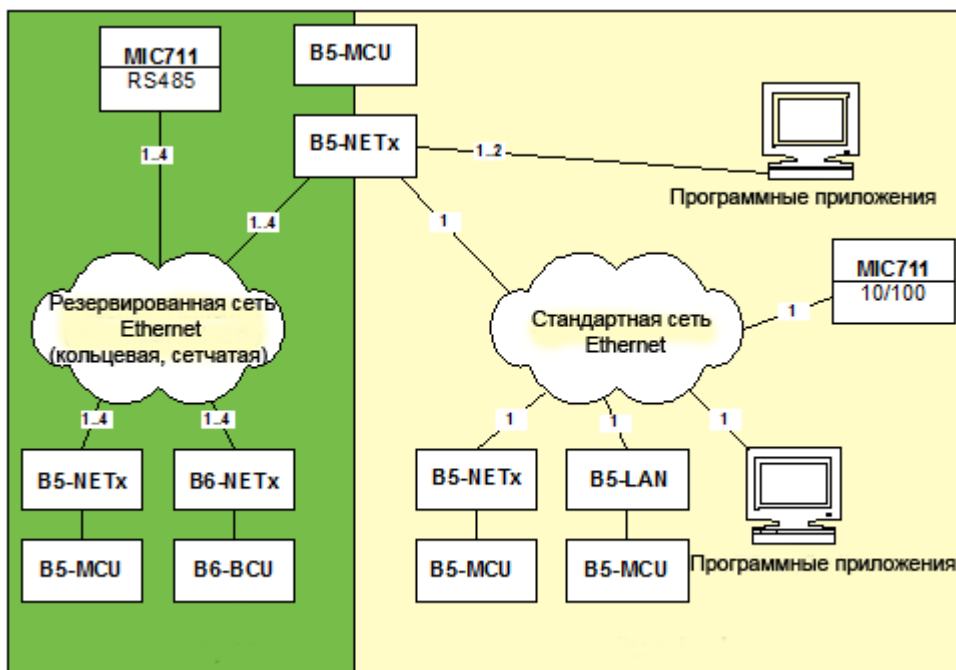 MIC711
RS485
B5-MCU
B5-NETx
1..4
1..2
Программные приложения
1..4
1
MIC711
10/100
1
Резервированная сеть
Ethernet
(кольцевая, сетчатая)
Стандартная сеть
Ethernet
1..4
1..4
1
1
1
B5-NETx
B6-NETx
B5-NETx
B5-LAN
B5-MCU
B6-BCU
B5-MCU
B5-MCU
Программные приложения